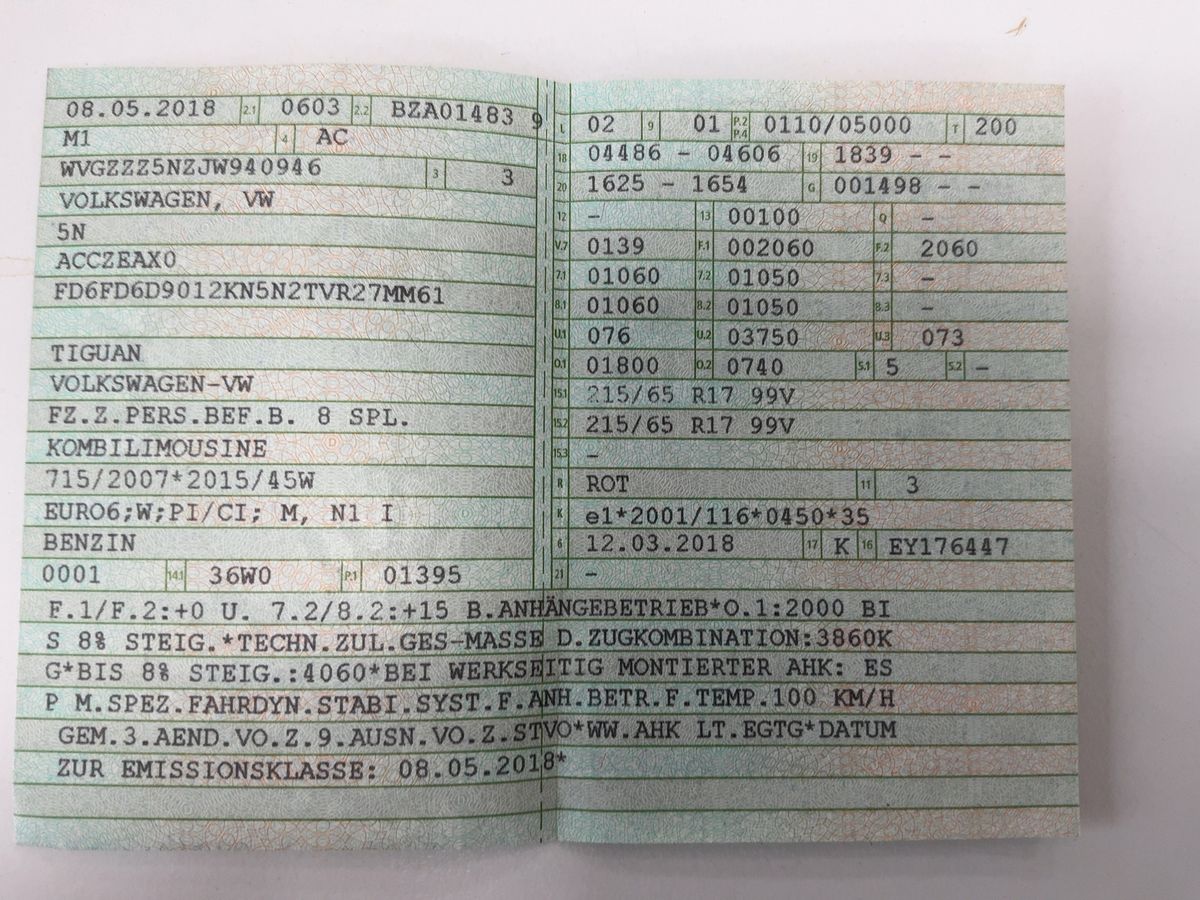 08.05.2018 2.1 0603 2.2 BZA01483 9
M1 4 AC
WVGZZZ5NZJW940946 3 3
VOLKSWAGEN, VW
5N
ACCZEAX0
FD6FD6D9012KN5N2TVR27MM61
TIGUAN
VOLKSWAGEN-VW
FZ.Z.PERS.BEF.B. 8 SPL.
KOMBILIMOUSINE
715/2007*2015/45W
EURO6;W;PI/CI; M, N1 I
BENZIN
0001 14.1 36W0 P.1 01395
L 02 9 01 P.2 P.4 0110/05000 T 200
18 04486 - 04606 19 1839 - -
20 1625 - 1654 G 001498 - -
12 - 13 00100 Q -
V.7 0139 F.1 002060 F.2 2060
7.1 01060 7.2 01050 7.3 -
8.1 01060 8.2 01050 8.3 -
U.1 076 U.2 03750 U.3 073
O.1 01800 O.2 0740 S.1 5 S.2 -
15.1 215/65 R17 99V
15.2 215/65 R17 99V
15.3 -
R ROT 11 3
K e1*2001/116*0450*35
6 12.03.2018 17 K 16 EY176447
21 -
F.1/F.2:+0 U. 7.2/8.2:+15 B.ANHÄNGEBETRIEB*O.1:2000 BI
S 8% STEIG.*TECHN.ZUL.GES-MASSE D.ZUGKOMBINATION:3860K
G*BIS 8% STEIG.:4060*BEI WERKSEITIG MONTIERTER AHK: ES
P M.SPEZ.FAHRDYN.STABI.SYST.F.ANH.BETR.F.TEMP.100 KM/H
GEM.3.AEND.VO.Z.9.AUSN.VO.Z.STVO*WW.AHK LT.EGTG*DATUM
ZUR EMISSIONSKLASSE: 08.05.2018*